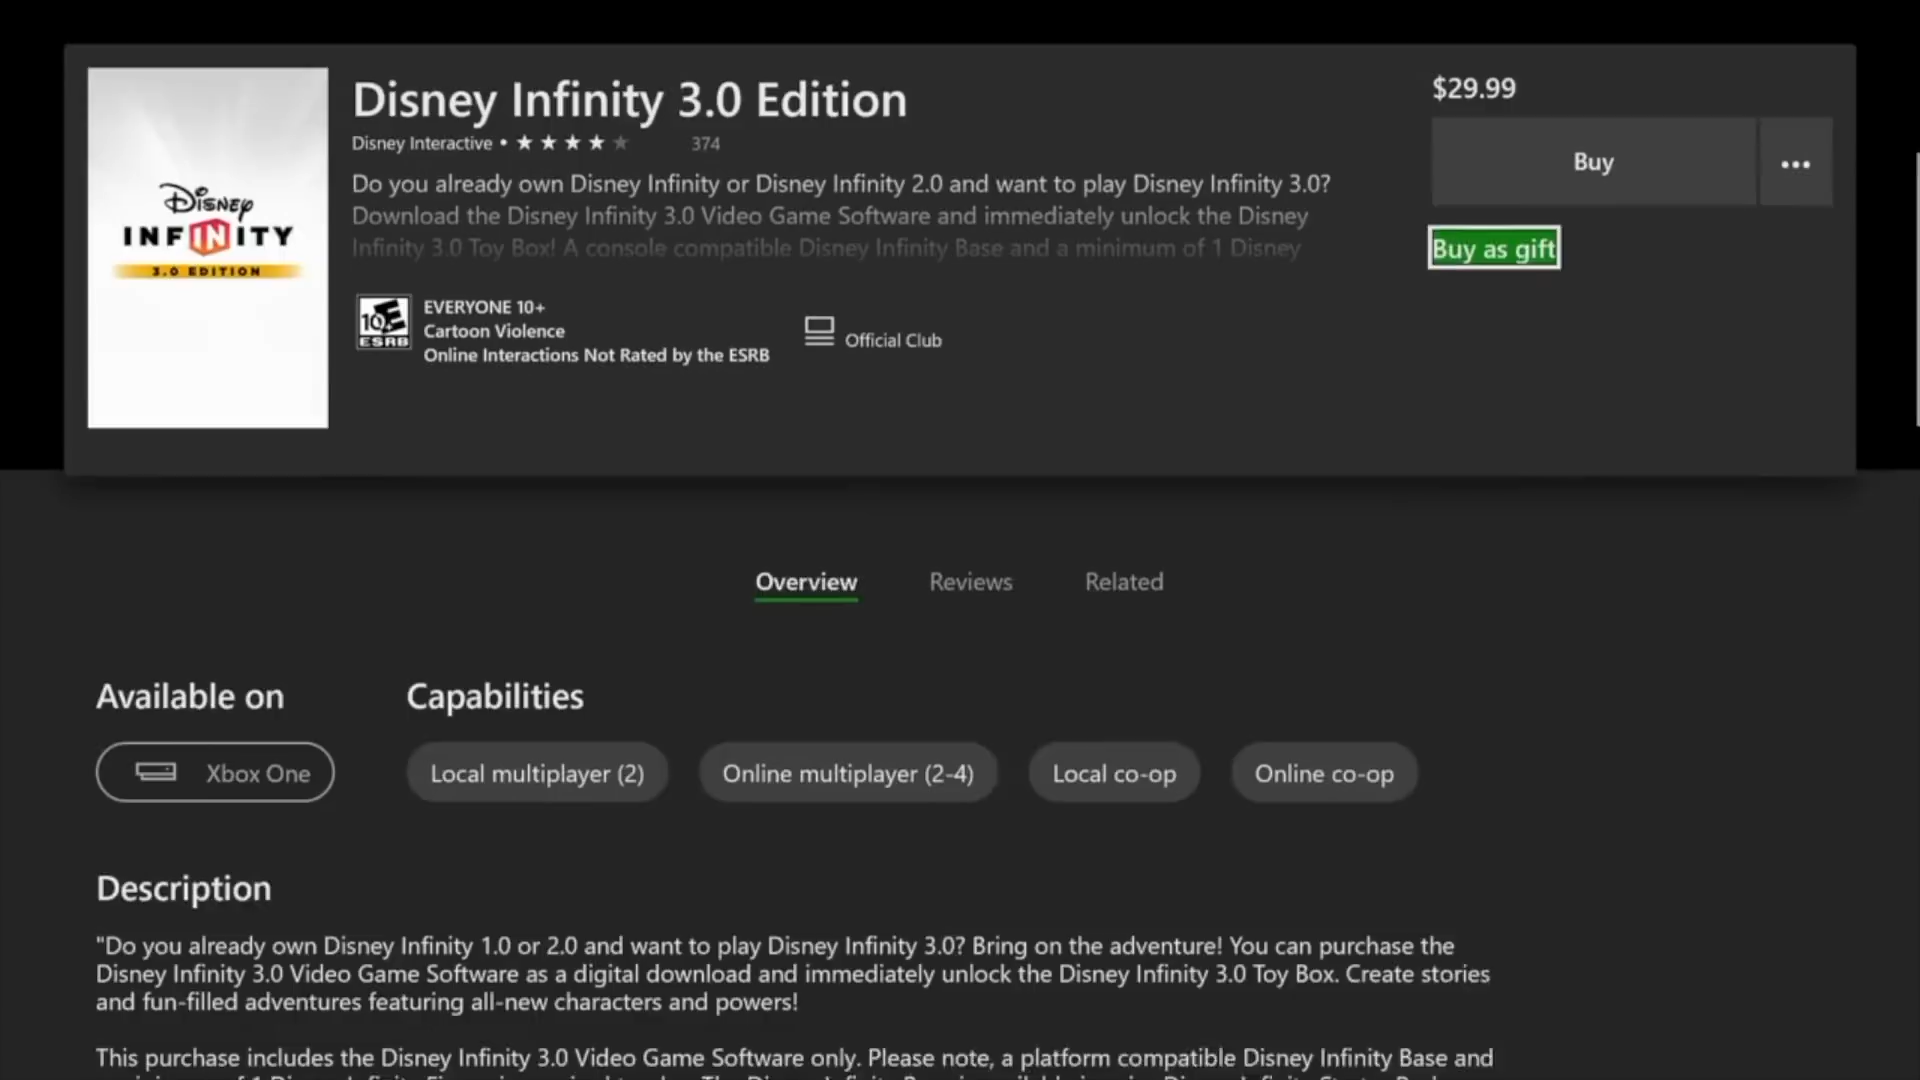 Disney Infinity 3.0 Edition
Disney Interactive • ★ ★ ★ ★ ★ 374
Do you already own Disney Infinity or Disney Infinity 2.0 and want to play Disney Infinity 3.0?
Download the Disney Infinity 3.0 Video Game Software and immediately unlock the Disney
Infinity 3.0 Toy Box! A console compatible Disney Infinity Base and a minimum of 1 Disney
$29.99
Buy
...
Buy as gift
Disney
INFINITY
3.0 EDITION
10+ E
ESRB
EVERYONE 10+
Cartoon Violence
Online Interactions Not Rated by the ESRB
Official Club
Overview Reviews Related
Available on
Xbox One
Capabilities
Local multiplayer (2) Online multiplayer (2-4) Local co-op Online co-op
Description
"Do you already own Disney Infinity 1.0 or 2.0 and want to play Disney Infinity 3.0? Bring on the adventure! You can purchase the
Disney Infinity 3.0 Video Game Software as a digital download and immediately unlock the Disney Infinity 3.0 Toy Box. Create stories
and fun-filled adventures featuring all-new characters and powers!
This purchase includes the Disney Infinity 3.0 Video Game Software only. Please note, a platform compatible Disney Infinity Base and